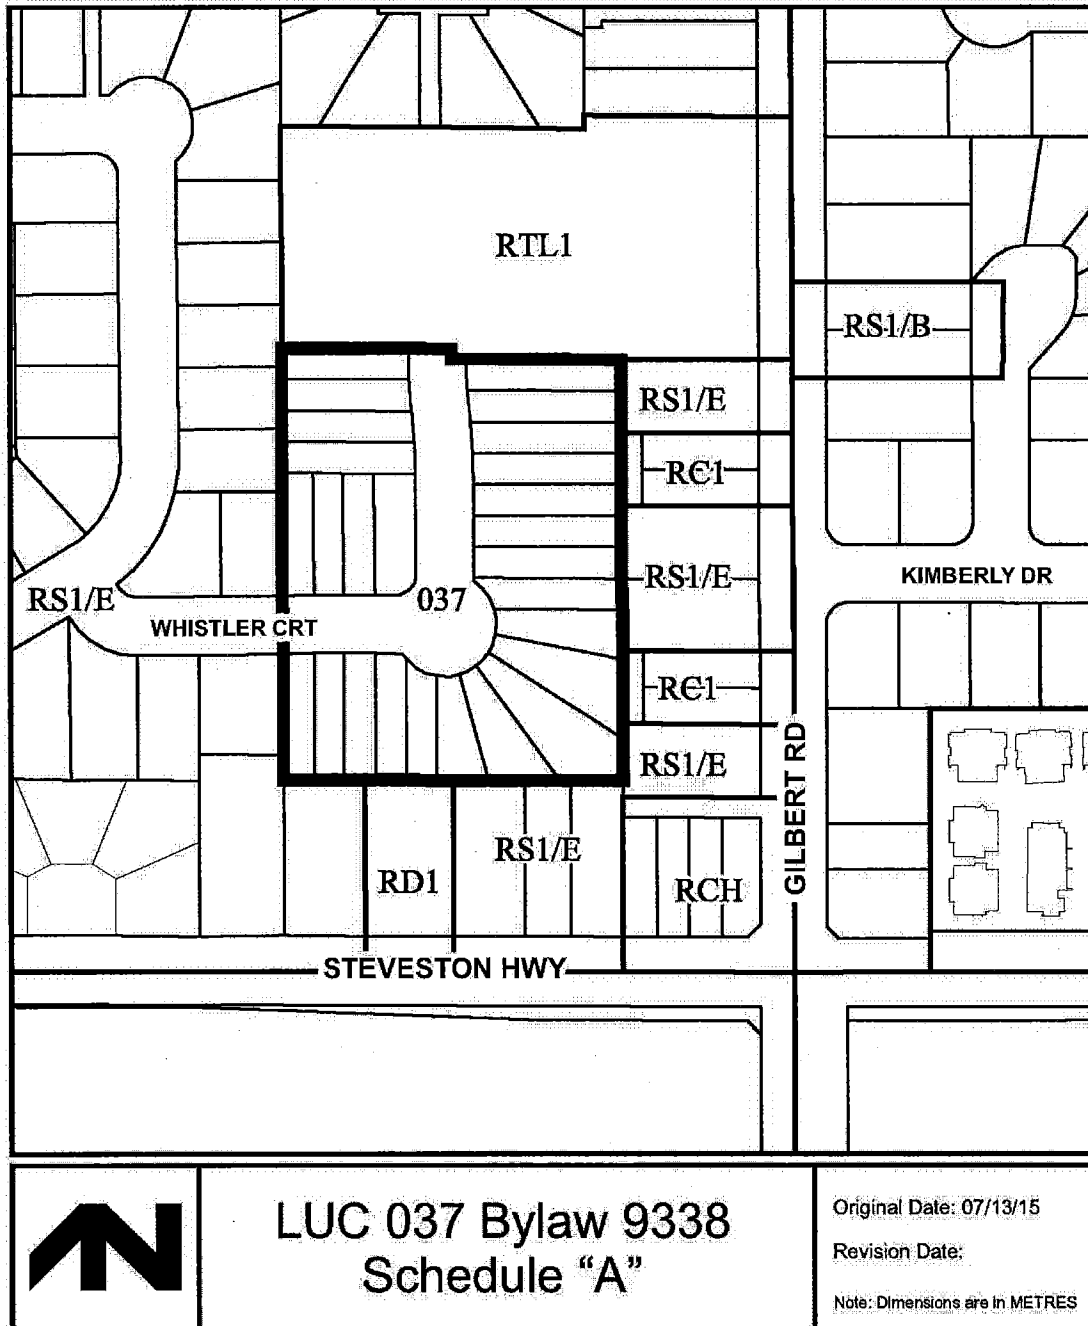 RTL1
RS1/B
RS1/E
RC1
RS1/E
KIMBERLY DR
RS1/E
037
WHISTLER CRT
RC1
RS1/E
GILBERT RD
RS1/E
RD1
RCH
STEVESTON HWY
LUC 037 Bylaw 9338
Schedule “A”
Original Date: 07/13/15
Revision Date:
Note: Dimensions are in METRES